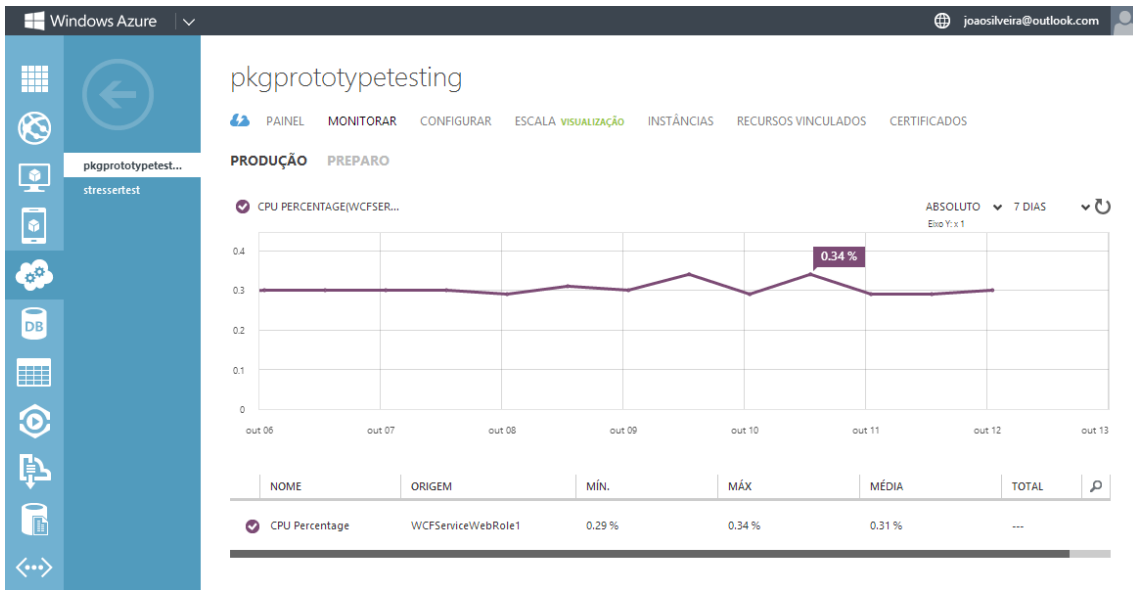 Windows Azure joaosilveira@outlook.com
pkgprototypetesting
PAINEL MONITORAR CONFIGURAR ESCALA VISUALIZAÇÃO INSTÂNCIAS RECURSOS VINCULADOS CERTIFICADOS
pkgprototypetest...
stressertest
PRODUÇÃO PREPARO
CPU PERCENTAGE(WCFSER... ABSOLUTO 7 DIAS
Eixo Y: x 1
0.34 %
0.4
0.3
0.2
0.1
0
out 06 out 07 out 08 out 09 out 10 out 11 out 12 out 13
DB
NOME ORIGEM MÍN. MÁX MÉDIA TOTAL
CPU Percentage WCFServiceWebRole1 0.29 % 0.34 % 0.31 % ---